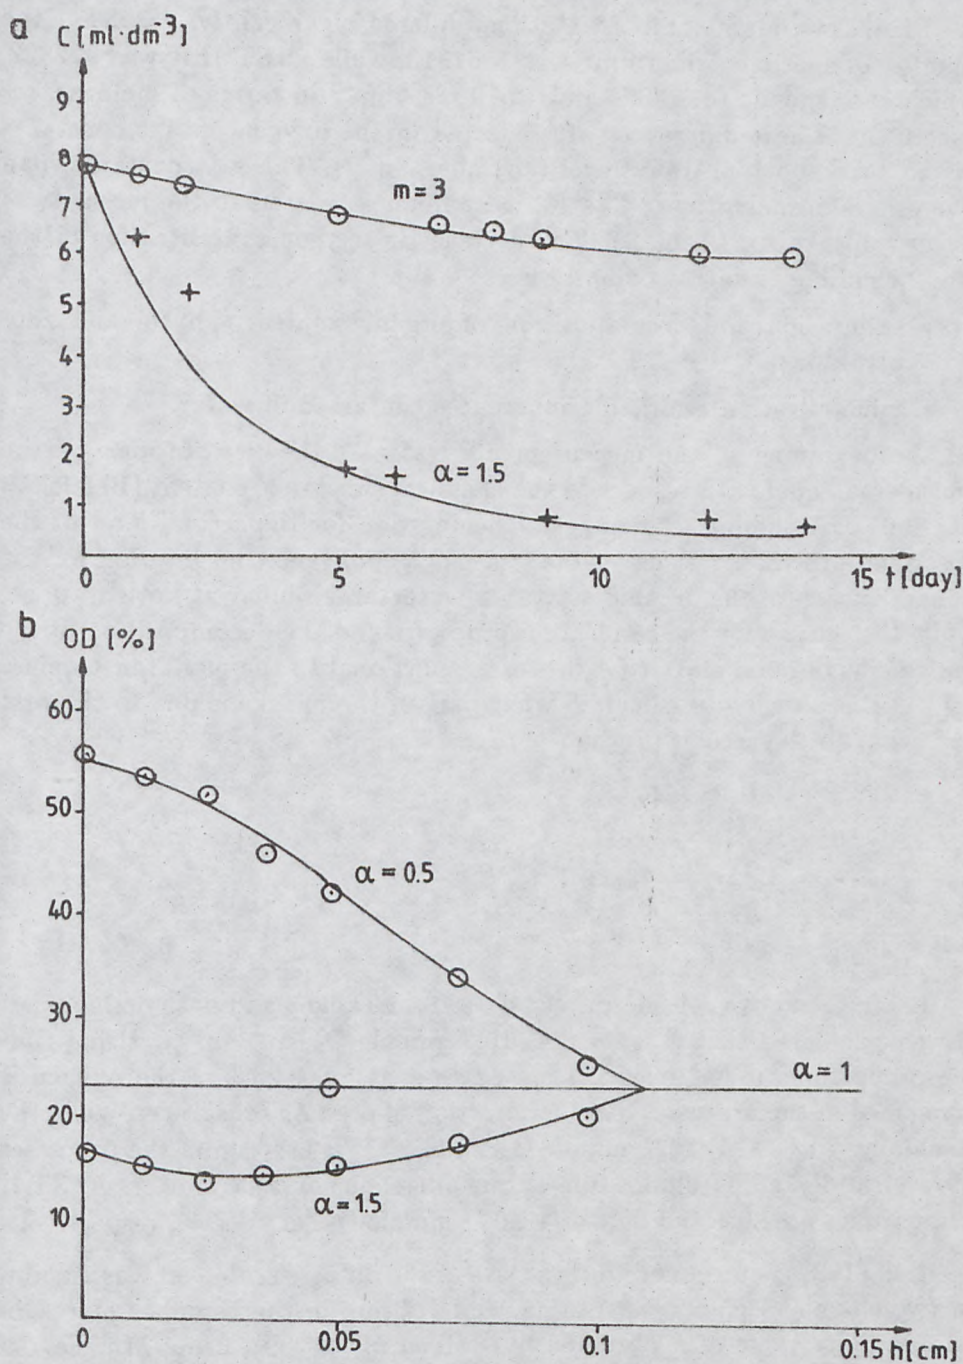 a C [ml·dm⁻³]
9
8
m = 3
7
6
5
4
3
2
α = 1.5
1
0 5 10 15 t [day]
b OD [%]
60
50
α = 0.5
40
30
α = 1
20
α = 1.5
10
0 0.05 0.1 0.15 h [cm]